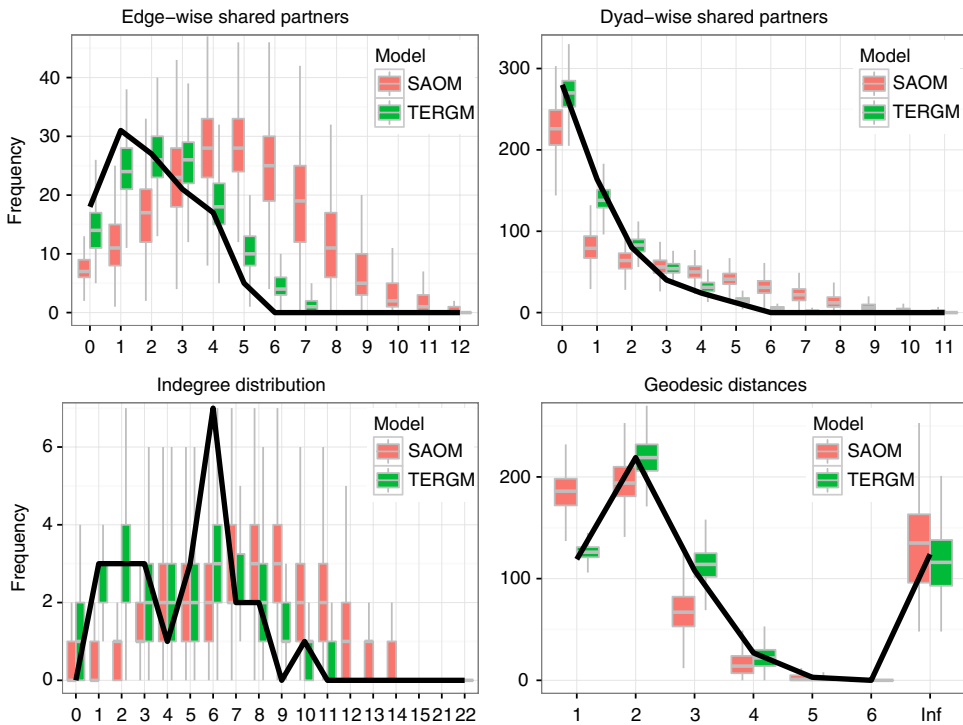 Edge−wise shared partners
Dyad−wise shared partners
Frequency
40
30
20
10
0
Model
SAOM
TERGM
0 1 2 3 4 5 6 7 8 9 10 11 12
300
200
100
0
Model
SAOM
TERGM
0 1 2 3 4 5 6 7 8 9 10 11
Indegree distribution
Geodesic distances
Frequency
6
4
2
0
Model
SAOM
TERGM
0 1 2 3 4 5 6 7 8 9 10 11 12 13 14 15 21 22
200
100
0
Model
SAOM
TERGM
1 2 3 4 5 6 Inf